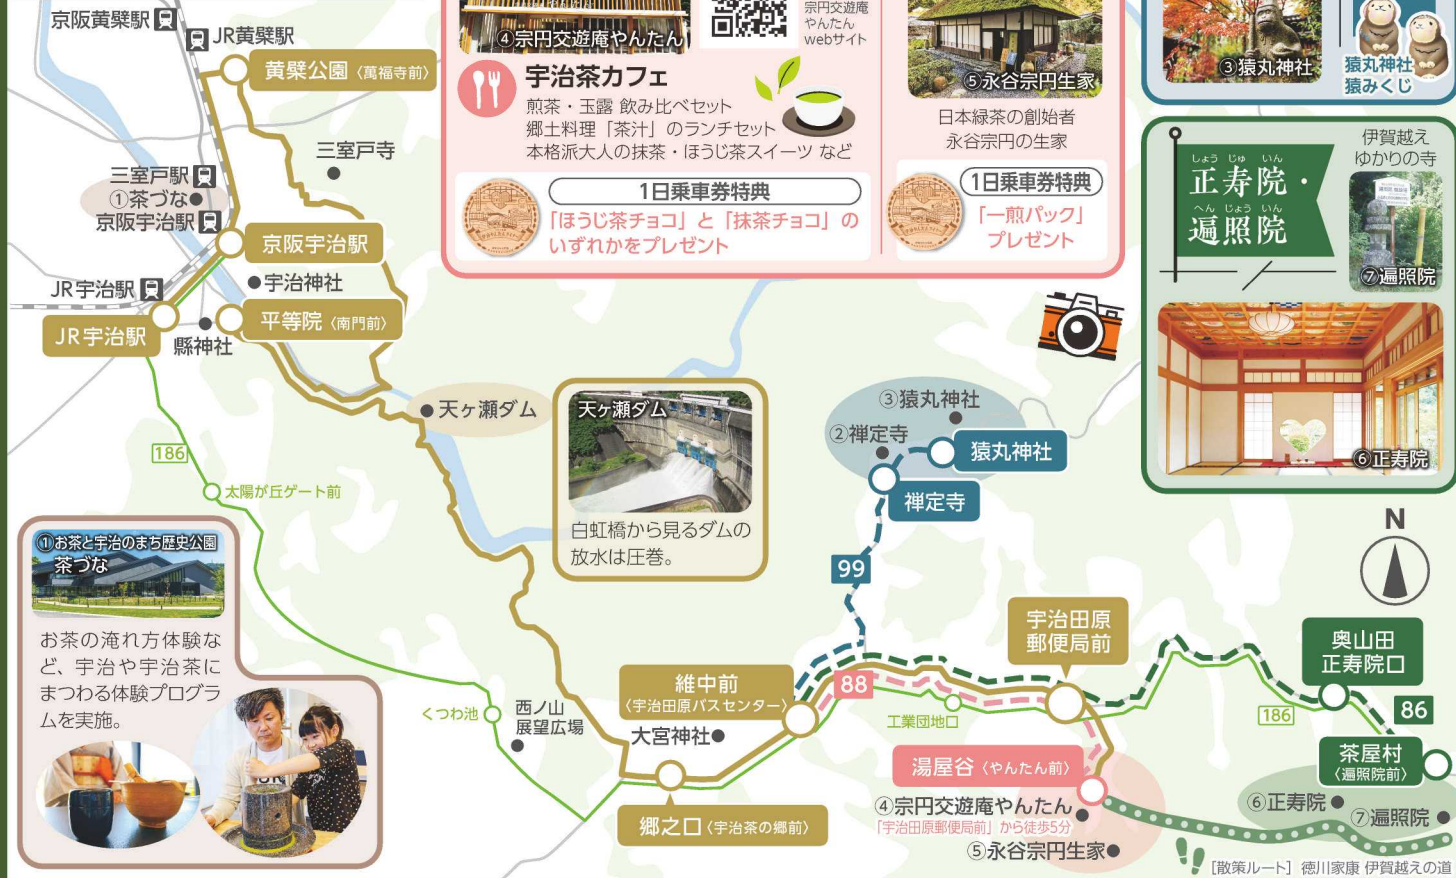 京阪黄檗駅
JR黄檗駅
黄檗公園〈萬福寺前〉
三室戸寺
三室戸駅
①茶づな
京阪宇治駅
京阪宇治駅
宇治神社
JR宇治駅
JR宇治駅
縣神社
平等院〈南門前〉
④宗円交遊庵やんたん
宗円交遊庵
やんたん
webサイト
宇治茶カフェ
煎茶・玉露 飲み比べセット
郷土料理「茶汁」のランチセット
本格派大人の抹茶・ほうじ茶スイーツ など
1日乗車券特典
「ほうじ茶チョコ」と「抹茶チョコ」の
いずれかをプレゼント
⑤永谷宗円生家
日本緑茶の創始者
永谷宗円の生家
1日乗車券特典
「一煎パック」
プレゼント
③猿丸神社
猿丸神社
猿みくじ
しょうじゅいん
正寿院・
へんじょういん
遍照院
伊賀越え
ゆかりの寺
⑦遍照院
⑥正寿院
天ヶ瀬ダム
天ヶ瀬ダム
白虹橋から見るダムの
放水は圧巻。
③猿丸神社
②禅定寺
猿丸神社
禅定寺
99
186
太陽が丘ゲート前
①お茶と宇治のまち歴史公園
茶づな
お茶の淹れ方体験な
ど、宇治や宇治茶に
まつわる体験プログラ
ムを実施。
くつわ池
西ノ山
展望広場
維中前
〈宇治田原バスセンター〉
大宮神社
郷之口〈宇治茶の郷前〉
88
工業団地口
宇治田原
郵便局前
湯屋谷〈やんたん前〉
④宗円交遊庵やんたん
「宇治田原郵便局前」から徒歩5分
⑤永谷宗円生家
N
奥山田
正寿院口
186
86
茶屋村
〈遍照院前〉
⑥正寿院
⑦遍照院
[散策ルート] 徳川家康 伊賀越えの道